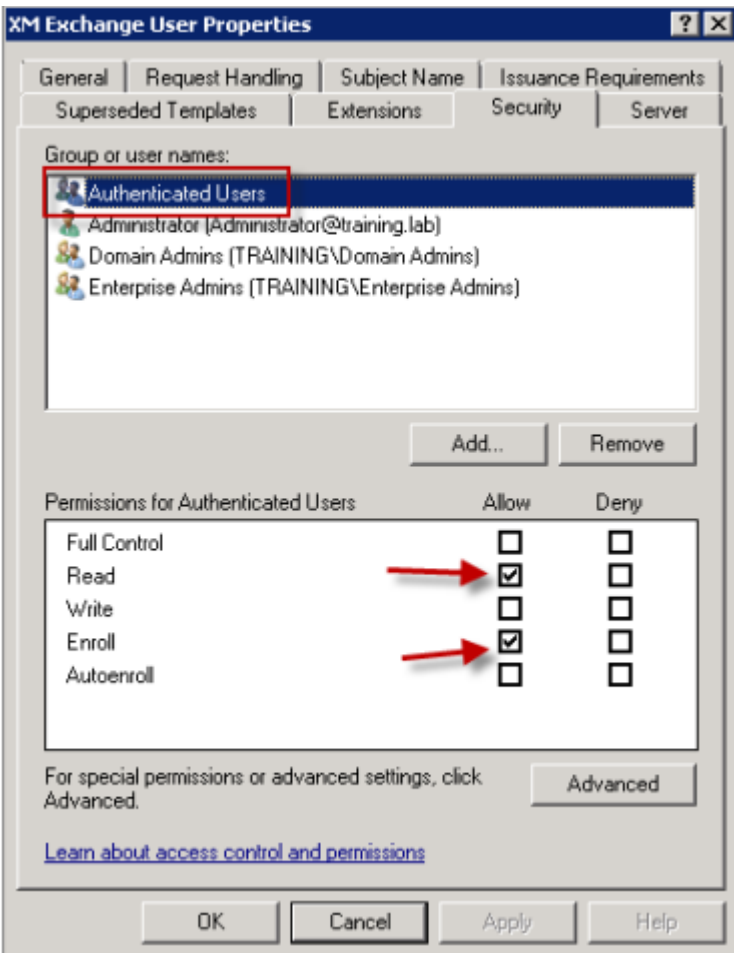 XM Exchange User Properties
General Request Handling Subject Name Issuance Requirements
Superseded Templates Extensions Security Server
Group or user names:
Authenticated Users
Administrator (Administrator@training.lab)
Domain Admins (TRAINING\Domain Admins)
Enterprise Admins (TRAINING\Enterprise Admins)
Add... Remove
Permissions for Authenticated Users Allow Deny
Full Control
Read
Write
Enroll
Autoenroll
For special permissions or advanced settings, click
Advanced.
Advanced
Learn about access control and permissions
OK Cancel Apply Help